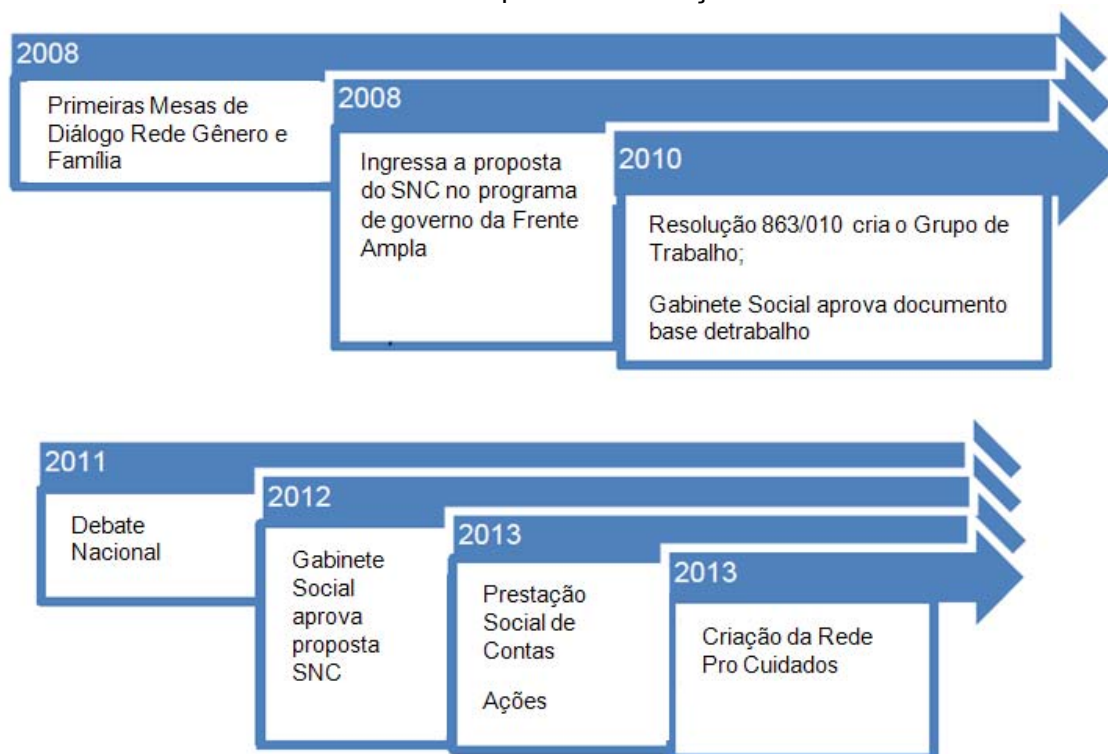 2008
Primeiras Mesas de
Diálogo Rede Gênero e
Família
2008
Ingressa a proposta
do SNC no programa
de governo da Frente
Ampla
2010
Resolução 863/010 cria o Grupo de
Trabalho;
Gabinete Social aprova documento
base detrabalho
2011
Debate
Nacional
2012
Gabinete
Social
aprova
proposta
SNC
2013
Prestação
Social de
Contas
Ações
2013
Criação da Rede
Pro Cuidados